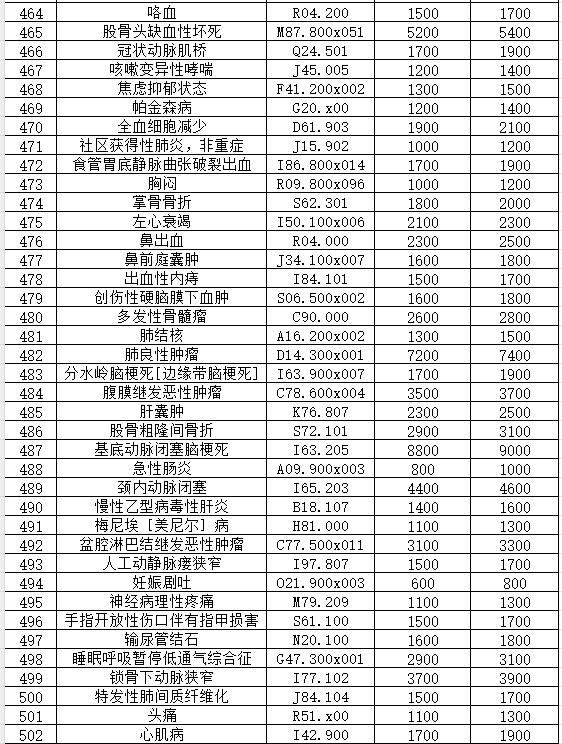 464 咯血 R04.200 1500 1700
465 股骨头缺血性坏死 M87.800x051 5200 5400
466 冠状动脉肌桥 Q24.501 1700 1900
467 咳嗽变异性哮喘 J45.005 1200 1400
468 焦虑抑郁状态 F41.200x002 1300 1500
469 帕金森病 G20.x00 1200 1400
470 全血细胞减少 D61.903 1900 2100
471 社区获得性肺炎，非重症 J15.902 1000 1200
472 食管胃底静脉曲张破裂出血 I86.800x014 1700 1900
473 胸闷 R09.800x096 1000 1200
474 掌骨骨折 S62.301 1800 2000
475 左心衰竭 I50.100x006 2100 2300
476 鼻出血 R04.000 2300 2500
477 鼻前庭囊肿 J34.100x007 1600 1800
478 出血性内痔 I84.101 1500 1700
479 创伤性硬脑膜下血肿 S06.500x002 1600 1800
480 多发性骨髓瘤 C90.000 2600 2800
481 肺结核 A16.200x002 1300 1500
482 肺良性肿瘤 D14.300x001 7200 7400
483 分水岭脑梗死[边缘带脑梗死] I63.900x007 1700 1900
484 腹膜继发恶性肿瘤 C78.600x004 3500 3700
485 肝囊肿 K76.807 2300 2500
486 股骨粗隆间骨折 S72.101 2900 3100
487 基底动脉闭塞脑梗死 I63.205 8800 9000
488 急性肠炎 A09.900x003 800 1000
489 颈内动脉闭塞 I65.203 4400 4600
490 慢性乙型病毒性肝炎 B18.107 1400 1600
491 梅尼埃［美尼尔］病 H81.000 1100 1300
492 盆腔淋巴结继发恶性肿瘤 C77.500x011 3100 3300
493 人工动静脉瘘狭窄 I97.807 1500 1700
494 妊娠剧吐 O21.900x003 600 800
495 神经病理性疼痛 M79.209 1100 1300
496 手指开放性伤口伴有指甲损害 S61.100 1500 1700
497 输尿管结石 N20.100 1600 1800
498 睡眠呼吸暂停低通气综合征 G47.300x001 2900 3100
499 锁骨下动脉狭窄 I77.102 3700 3900
500 特发性肺间质纤维化 J84.104 1500 1700
501 头痛 R51.x00 1100 1300
502 心肌病 I42.900 1700 1900